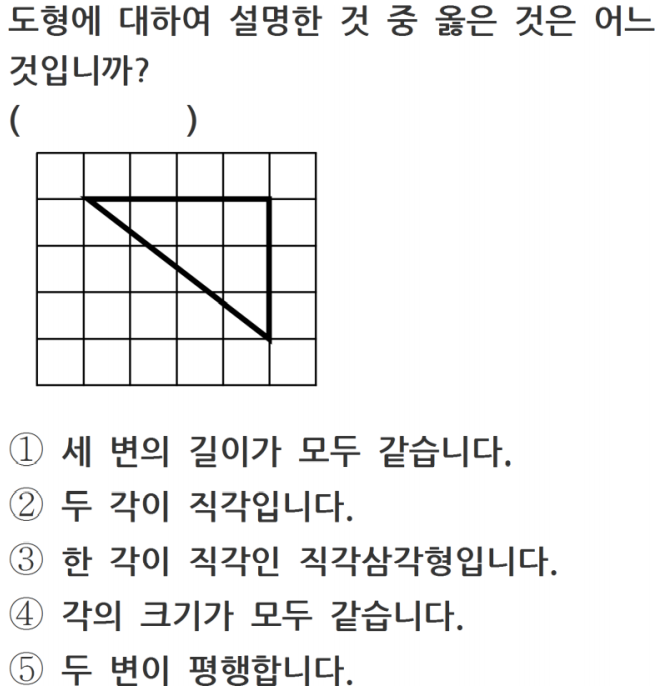 도형에 대하여 설명한 것 중 옳은 것은 어느
것입니까?
(          )
① 세 변의 길이가 모두 같습니다.
② 두 각이 직각입니다.
③ 한 각이 직각인 직각삼각형입니다.
④ 각의 크기가 모두 같습니다.
⑤ 두 변이 평행합니다.